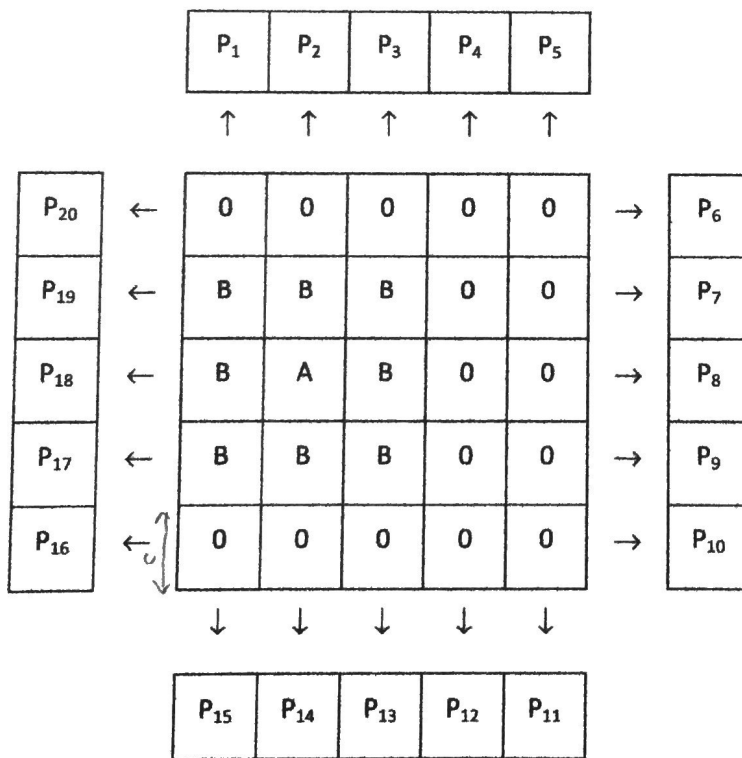 P1 P2 P3 P4 P5
↑ ↑ ↑ ↑ ↑
P20 ← 0 0 0 0 0 → P6
P19 ← B B B 0 0 → P7
P18 ← B A B 0 0 → P8
P17 ← B B B 0 0 → P9
P16 ← 0 0 0 0 0 → P10
↓ ↓ ↓ ↓ ↓
P15 P14 P13 P12 P11